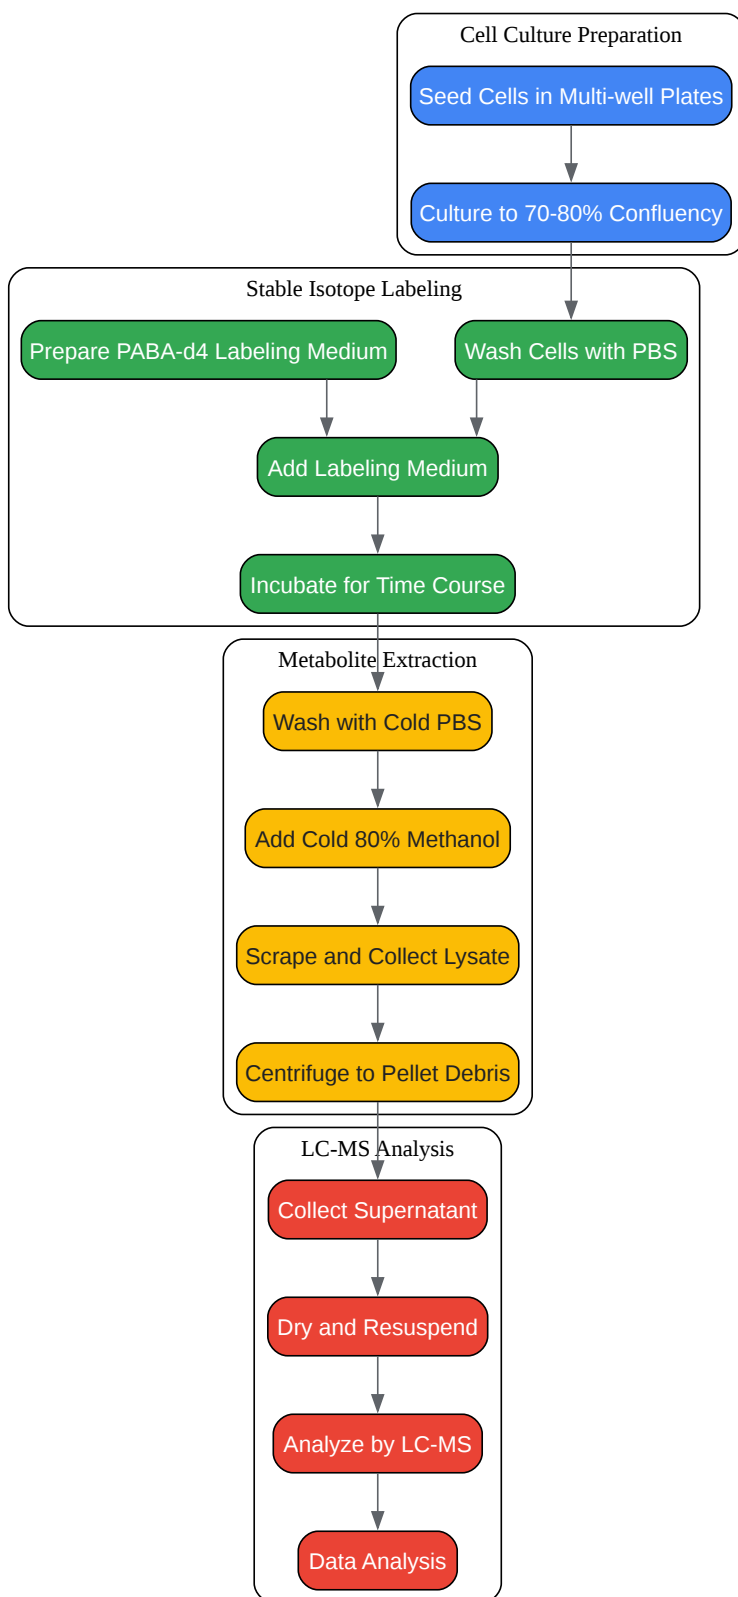 Cell Culture Preparation
Seed Cells in Multi-well Plates
Culture to 70-80% Confluency
Stable Isotope Labeling
Prepare PABA-d4 Labeling Medium
Wash Cells with PBS
Add Labeling Medium
Incubate for Time Course
Metabolite Extraction
Wash with Cold PBS
Add Cold 80% Methanol
Scrape and Collect Lysate
Centrifuge to Pellet Debris
LC-MS Analysis
Collect Supernatant
Dry and Resuspend
Analyze by LC-MS
Data Analysis